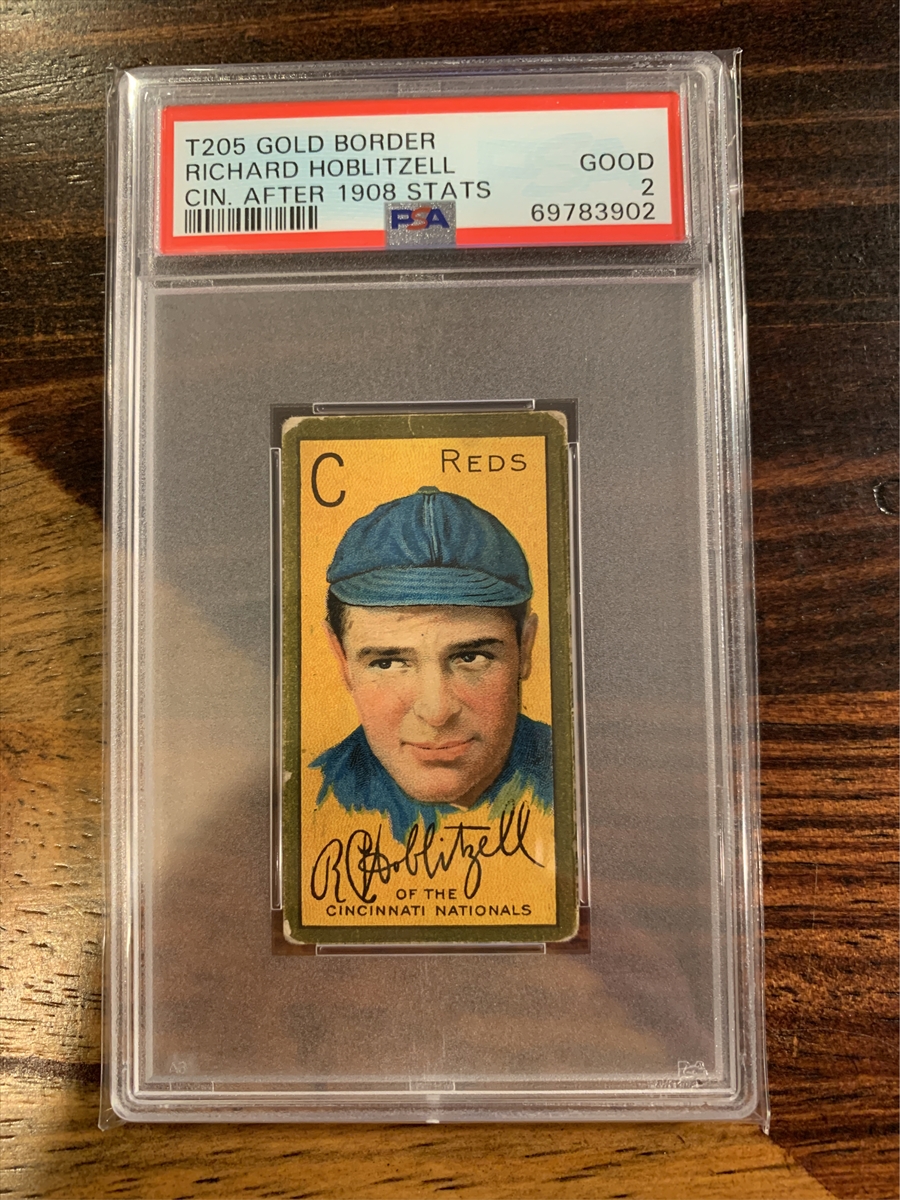 T205 GOLD BORDER
RICHARD HOBLITZELL GOOD
CIN. AFTER 1908 STATS 2
PSA 69783902
C REDS
R C Hoblitzell
OF THE
CINCINNATI NATIONALS